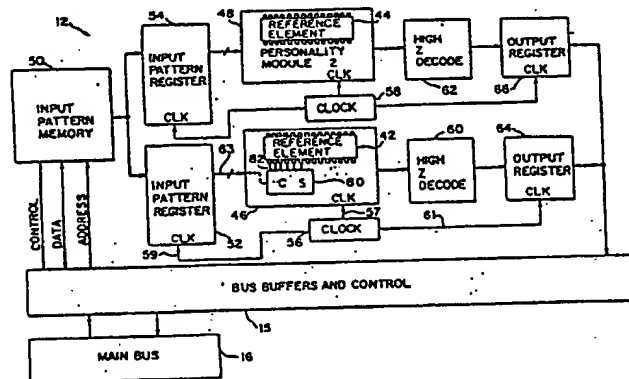 12
50
INPUT
PATTERN
MEMORY
CONTROL
DATA
ADDRESS
54
INPUT
PATTERN
REGISTER
CLK
48
REFERENCE
ELEMENT
44
PERSONALITY
MODULE 2
CLK
HIGH
Z
DECODE
62
OUTPUT
REGISTER
CLK
66
CLOCK
58
INPUT
PATTERN
REGISTER
CLK
52
59
63
82
REFERENCE
ELEMENT
42
C S
60
46
CLK
57
56
CLOCK
61
60
HIGH
Z
DECODE
64
OUTPUT
REGISTER
CLK
BUS BUFFERS AND CONTROL
15
MAIN BUS
16